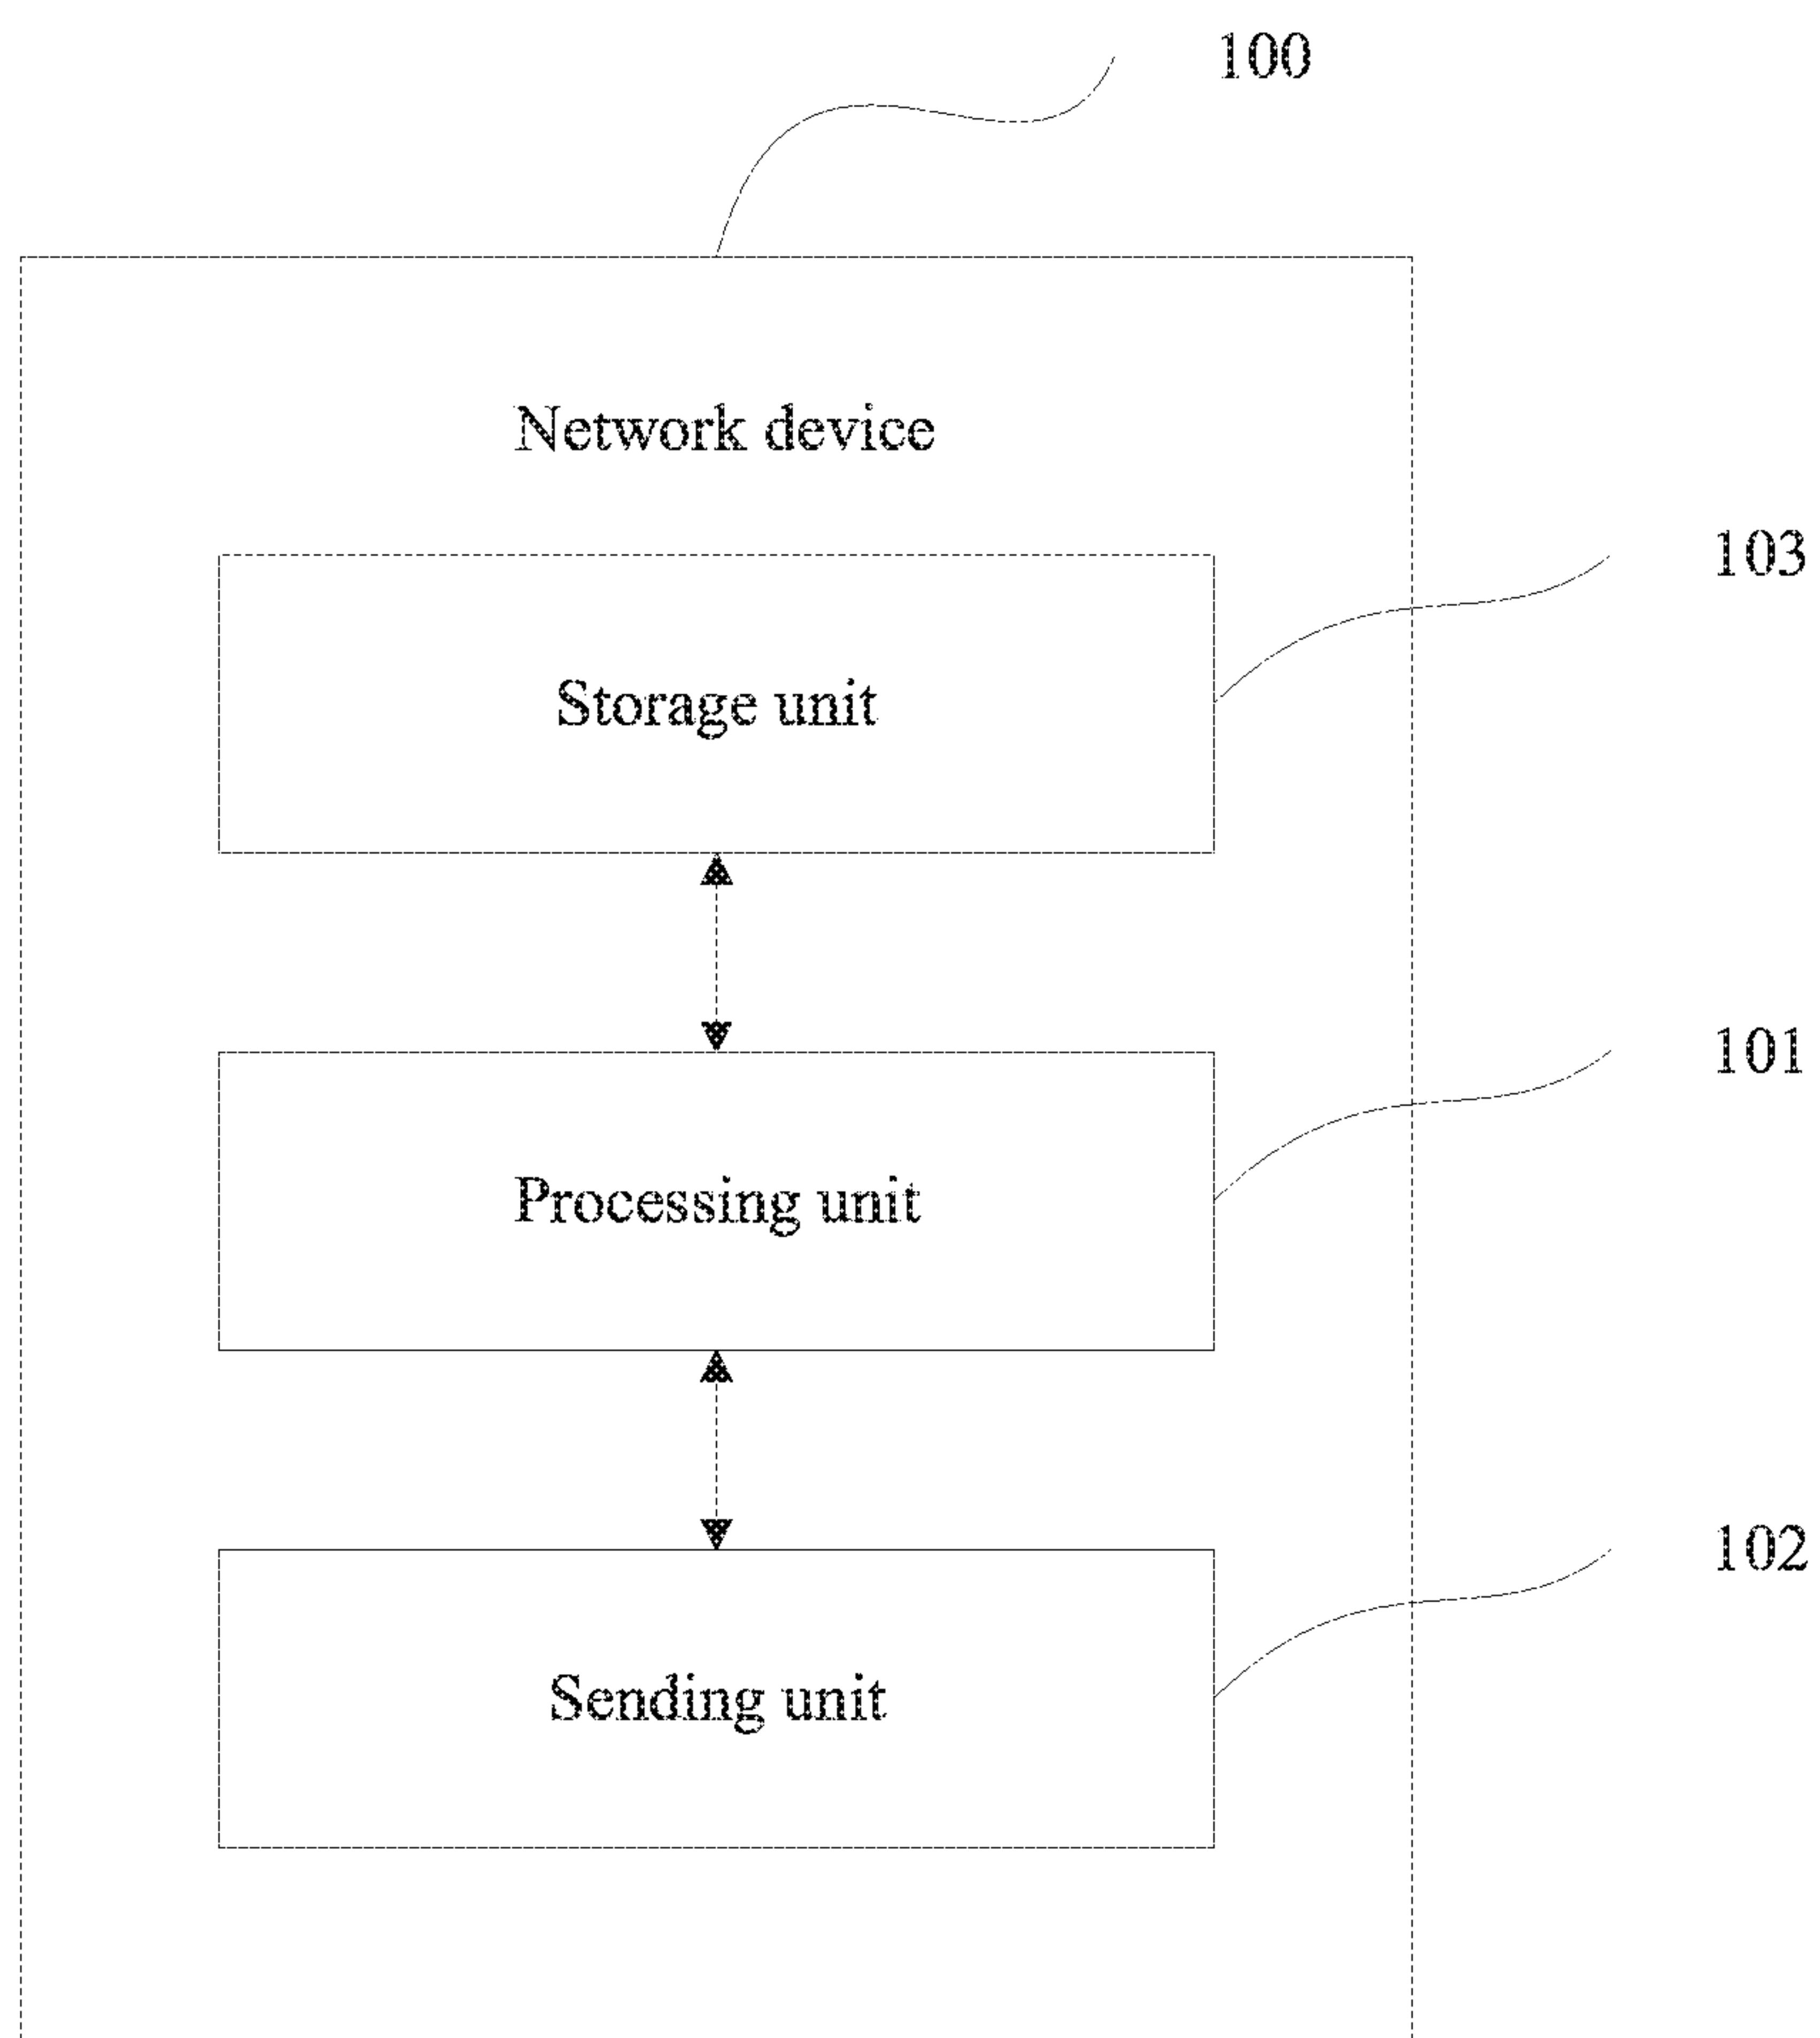 100
Network device
103
Storage unit
101
Processing unit
102
Sending unit